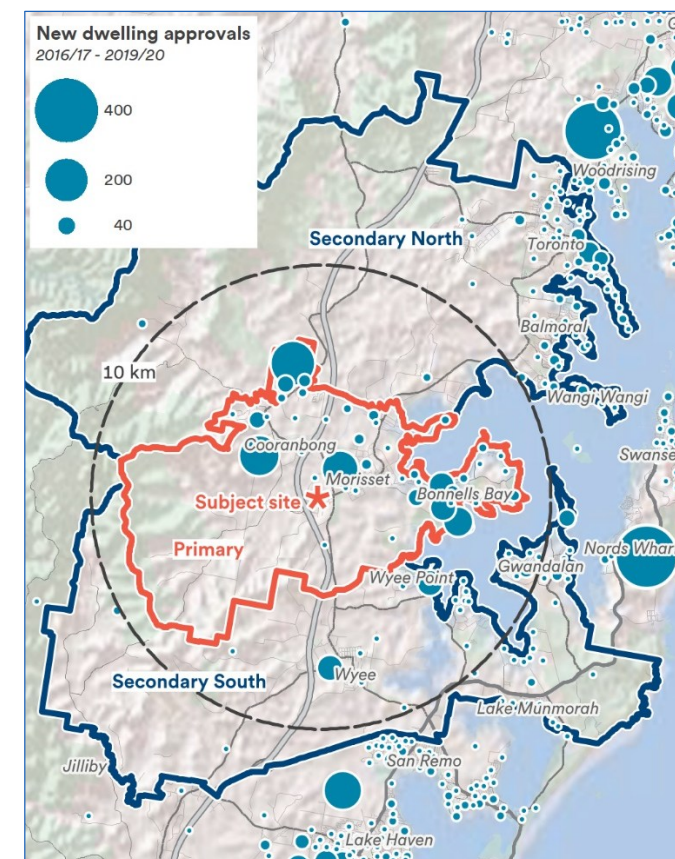 New dwelling approvals
2016/17 - 2019/20
400
200
40
Woodrising
Secondary North
Toronto
Balmoral
10 km
Wangi Wangi
Cooranbong
Swanse
Morisset
Bonnells Bay
Subject site
Primary
Nords Whar
Gwandalan
Wyee Point
Wyee
Secondary South
Lake Munmorah
Jilliby
San Remo
Lake Haven